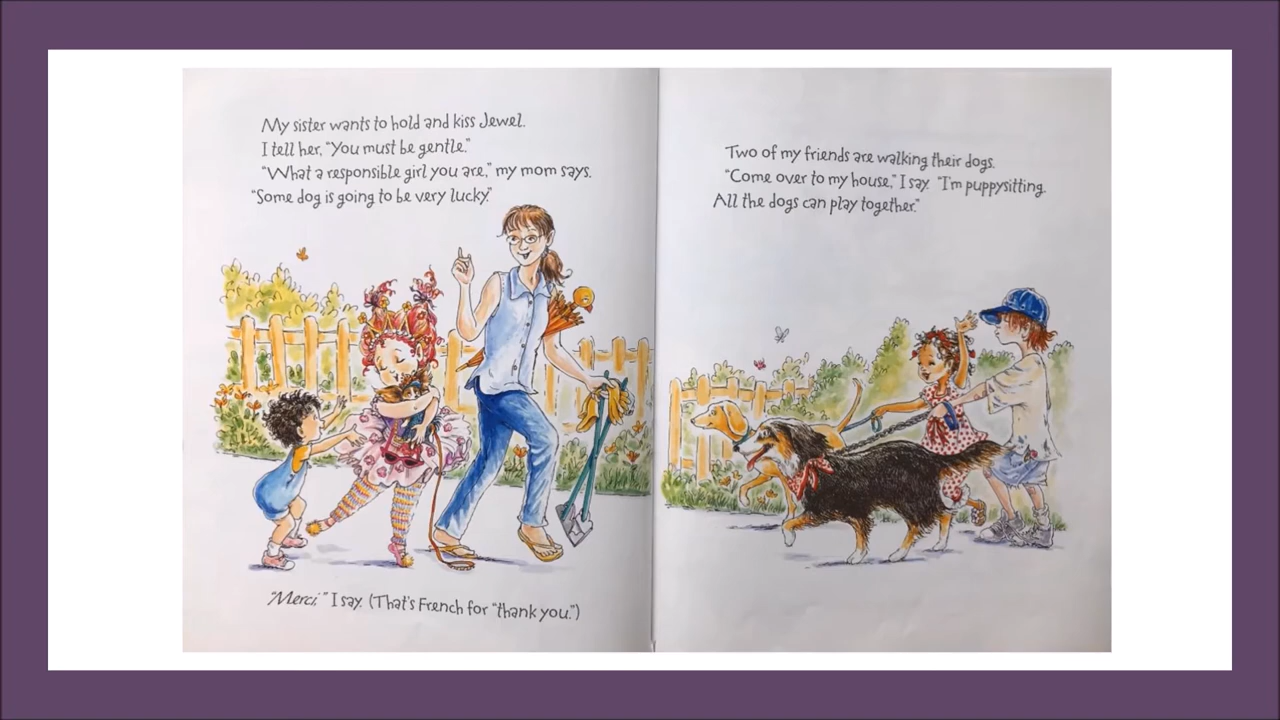 My sister wants to hold and kiss Jewel.
I tell her, "You must be gentle."
"What a responsible girl you are," my mom says.
"Some dog is going to be very lucky."
"Merci," I say. (That's French for "thank you.")
Two of my friends are walking their dogs.
"Come over to my house," I say. "I'm puppysitting.
All the dogs can play together."